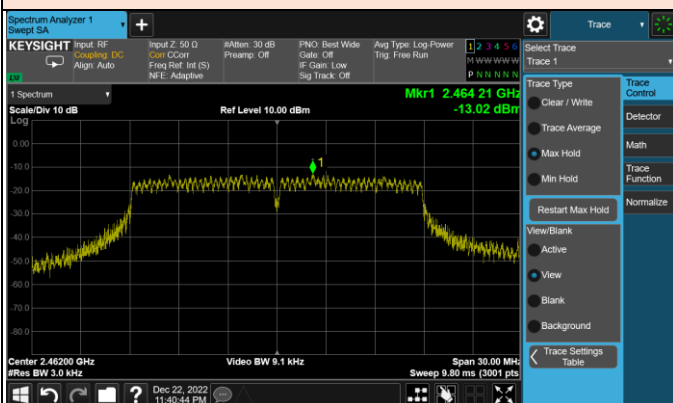 Spectrum Analyzer 1
Swept SA
+
Trace
KEYSIGHT
Input: RF
Coupling: DC
Align: Auto
Input Z: 50 Ω
Corr CCorr
Freq Ref: Int (S)
NFE: Adaptive
#Atten: 30 dB
Preamp: Off
PNO: Best Wide
Gate: Off
IF Gain: Low
Sig Track: Off
Avg Type: Log-Power
Trig: Free Run
1 2 3 4 5 6
M W W W W W
P N N N N N
LXI
Select Trace
Trace 1
1 Spectrum
Scale/Div 10 dB
Ref Level 10.00 dBm
Mkr1 2.464 21 GHz
-13.02 dBm
Log
0.00
-10.0
-20.0
-30.0
-40.0
-50.0
-60.0
-70.0
-80.0
1
Center 2.46200 GHz
#Res BW 3.0 kHz
Video BW 9.1 kHz
Span 30.00 MHz
Sweep 9.80 ms (3001 pts)
Trace Type
Clear / Write
Trace Average
Max Hold
Min Hold
Restart Max Hold
View/Blank
Active
View
Blank
Background
Trace Settings
Table
Trace
Control
Detector
Math
Trace
Function
Normalize
?
Dec 22, 2022
11:40:44 PM